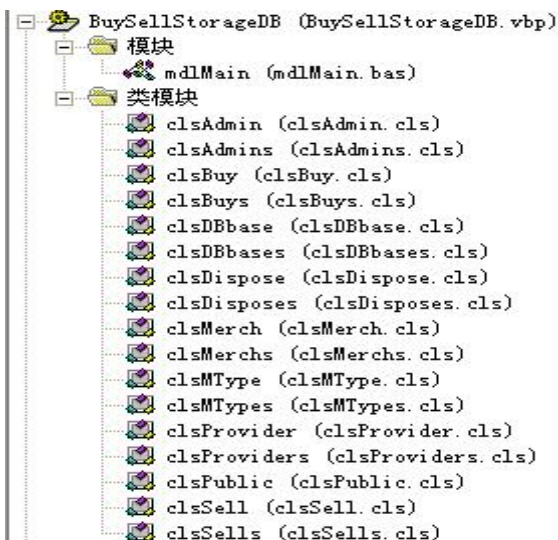 BuySellStorageDB (BuySellStorageDB.vbp)
模块
mdlMain (mdlMain.bas)
类模块
clsAdmin (clsAdmin.cls)
clsAdmins (clsAdmins.cls)
clsBuy (clsBuy.cls)
clsBuys (clsBuys.cls)
clsDBbase (clsDBbase.cls)
clsDBbases (clsDBbases.cls)
clsDispose (clsDispose.cls)
clsDisposes (clsDisposes.cls)
clsMerch (clsMerch.cls)
clsMerchs (clsMerchs.cls)
clsMType (clsMType.cls)
clsMTypes (clsMTypes.cls)
clsProvider (clsProvider.cls)
clsProviders (clsProviders.cls)
clsPublic (clsPublic.cls)
clsSell (clsSell.cls)
clsSells (clsSells.cls)